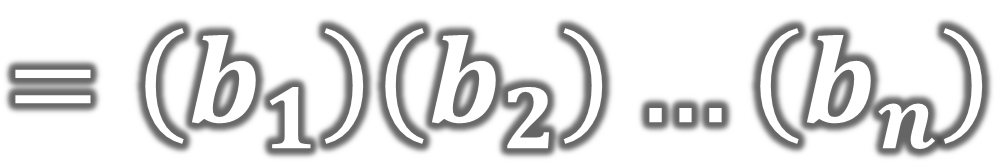 = (b₁)(b₂) ... (bₙ)